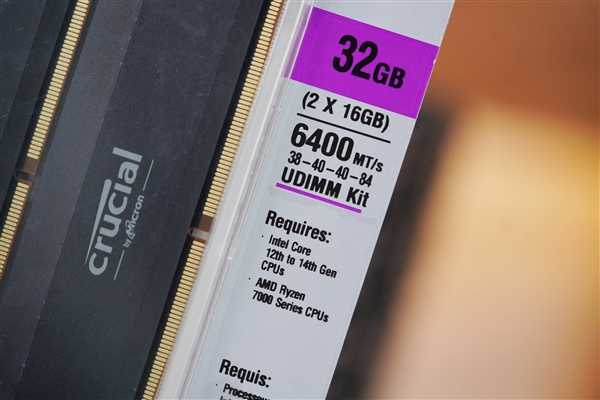 crucial
by Micron
32GB
(2 X 16GB)
6400 MT/s
38-40-40-84
UDIMM Kit
Requires:
· Intel Core
12th to 14th Gen
CPUs
· AMD Ryzen
7000 Series CPUs
Requis: